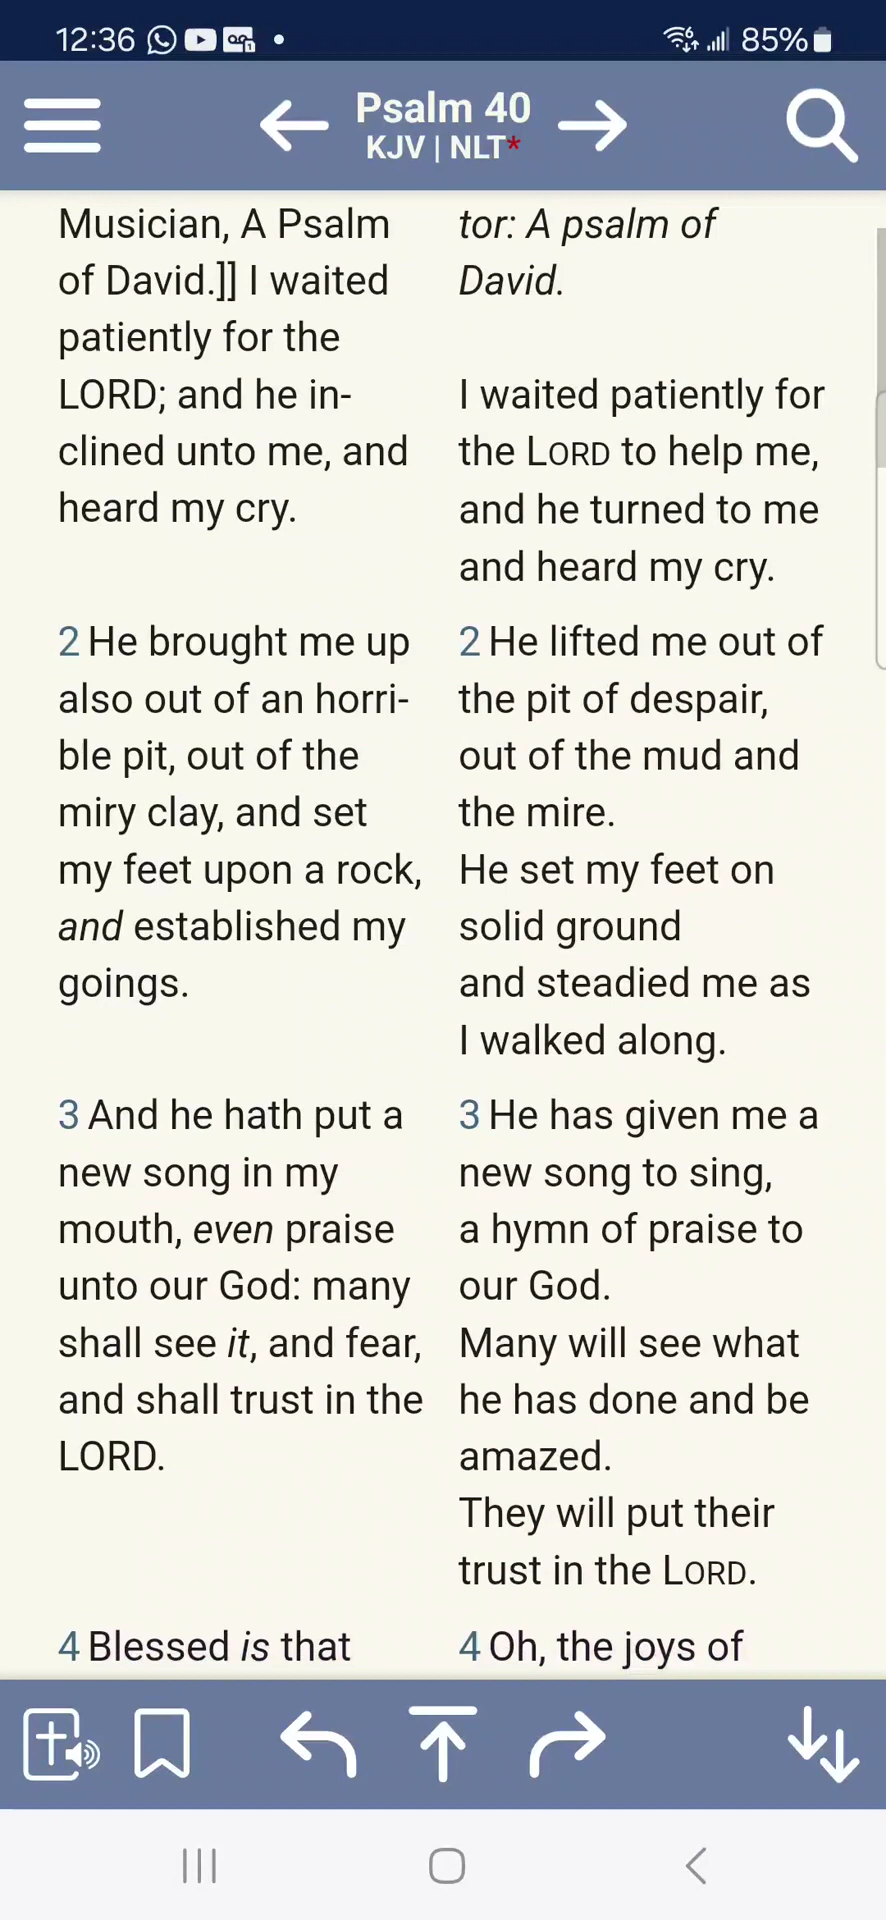 12:36
85%
Psalm 40
KJV | NLT*
Musician, A Psalm
of David.]] I waited
patiently for the
LORD; and he in-
clined unto me, and
heard my cry.
2 He brought me up
also out of an horri-
ble pit, out of the
miry clay, and set
my feet upon a rock,
and established my
goings.
3 And he hath put a
new song in my
mouth, even praise
unto our God: many
shall see it, and fear,
and shall trust in the
LORD.
4 Blessed is that
tor: A psalm of
David.
I waited patiently for
the LORD to help me,
and he turned to me
and heard my cry.
2 He lifted me out of
the pit of despair,
out of the mud and
the mire.
He set my feet on
solid ground
and steadied me as
I walked along.
3 He has given me a
new song to sing,
a hymn of praise to
our God.
Many will see what
he has done and be
amazed.
They will put their
trust in the LORD.
4 Oh, the joys of